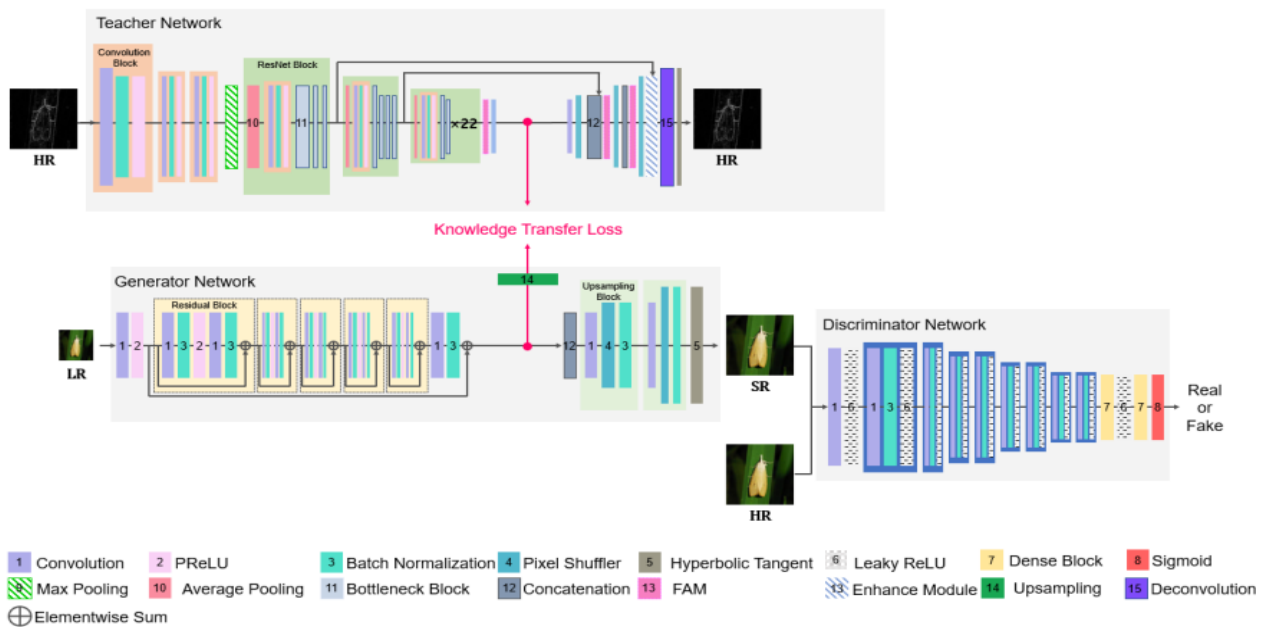 Teacher Network
Convolution
Block
ResNet Block
10
11
×22
12
15
HR
HR
Knowledge Transfer Loss
14
Generator Network
Residual Block
Upsampling
Block
1 2 1 3 2 1 3 1 3 12 1 4 3 5
LR
SR
HR
Discriminator Network
1 6 1 3 6 7 6 7 8
Real
or
Fake
1 Convolution 2 PReLU 3 Batch Normalization 4 Pixel Shuffler 5 Hyperbolic Tangent 6 Leaky ReLU 7 Dense Block 8 Sigmoid
9 Max Pooling 10 Average Pooling 11 Bottleneck Block 12 Concatenation 13 FAM 13 Enhance Module 14 Upsampling 15 Deconvolution
Elementwise Sum